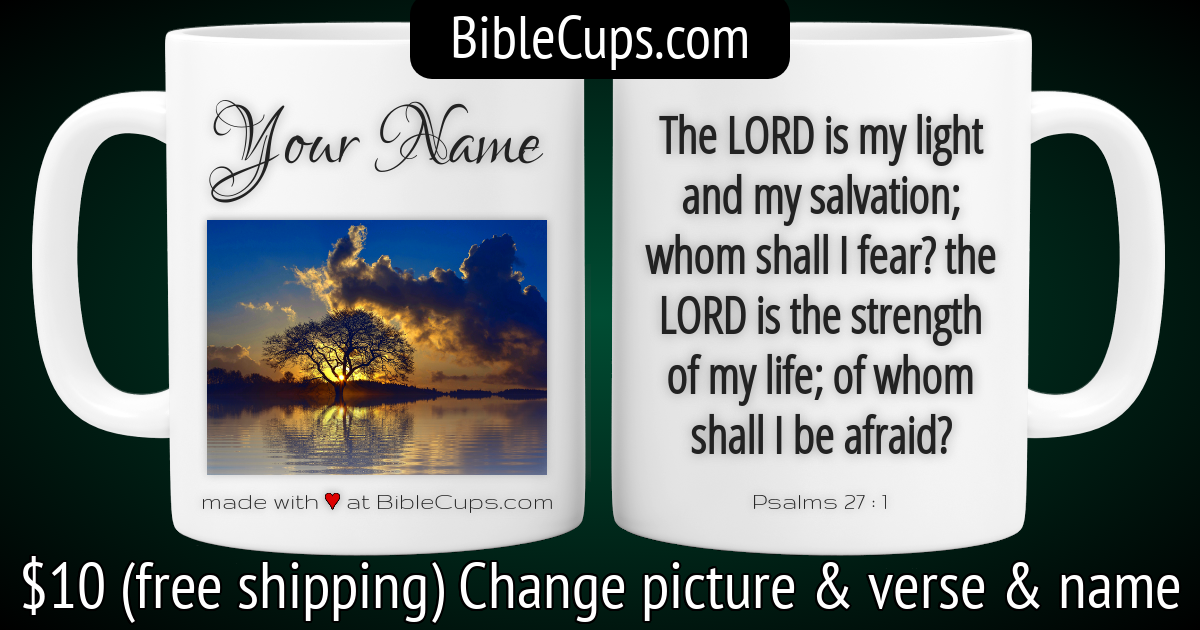 BibleCups.com
Your Name
made with ♥ at BibleCups.com
The LORD is my light
and my salvation;
whom shall I fear? the
LORD is the strength
of my life; of whom
shall I be afraid?
Psalms 27 : 1
$10 (free shipping) Change picture & verse & name